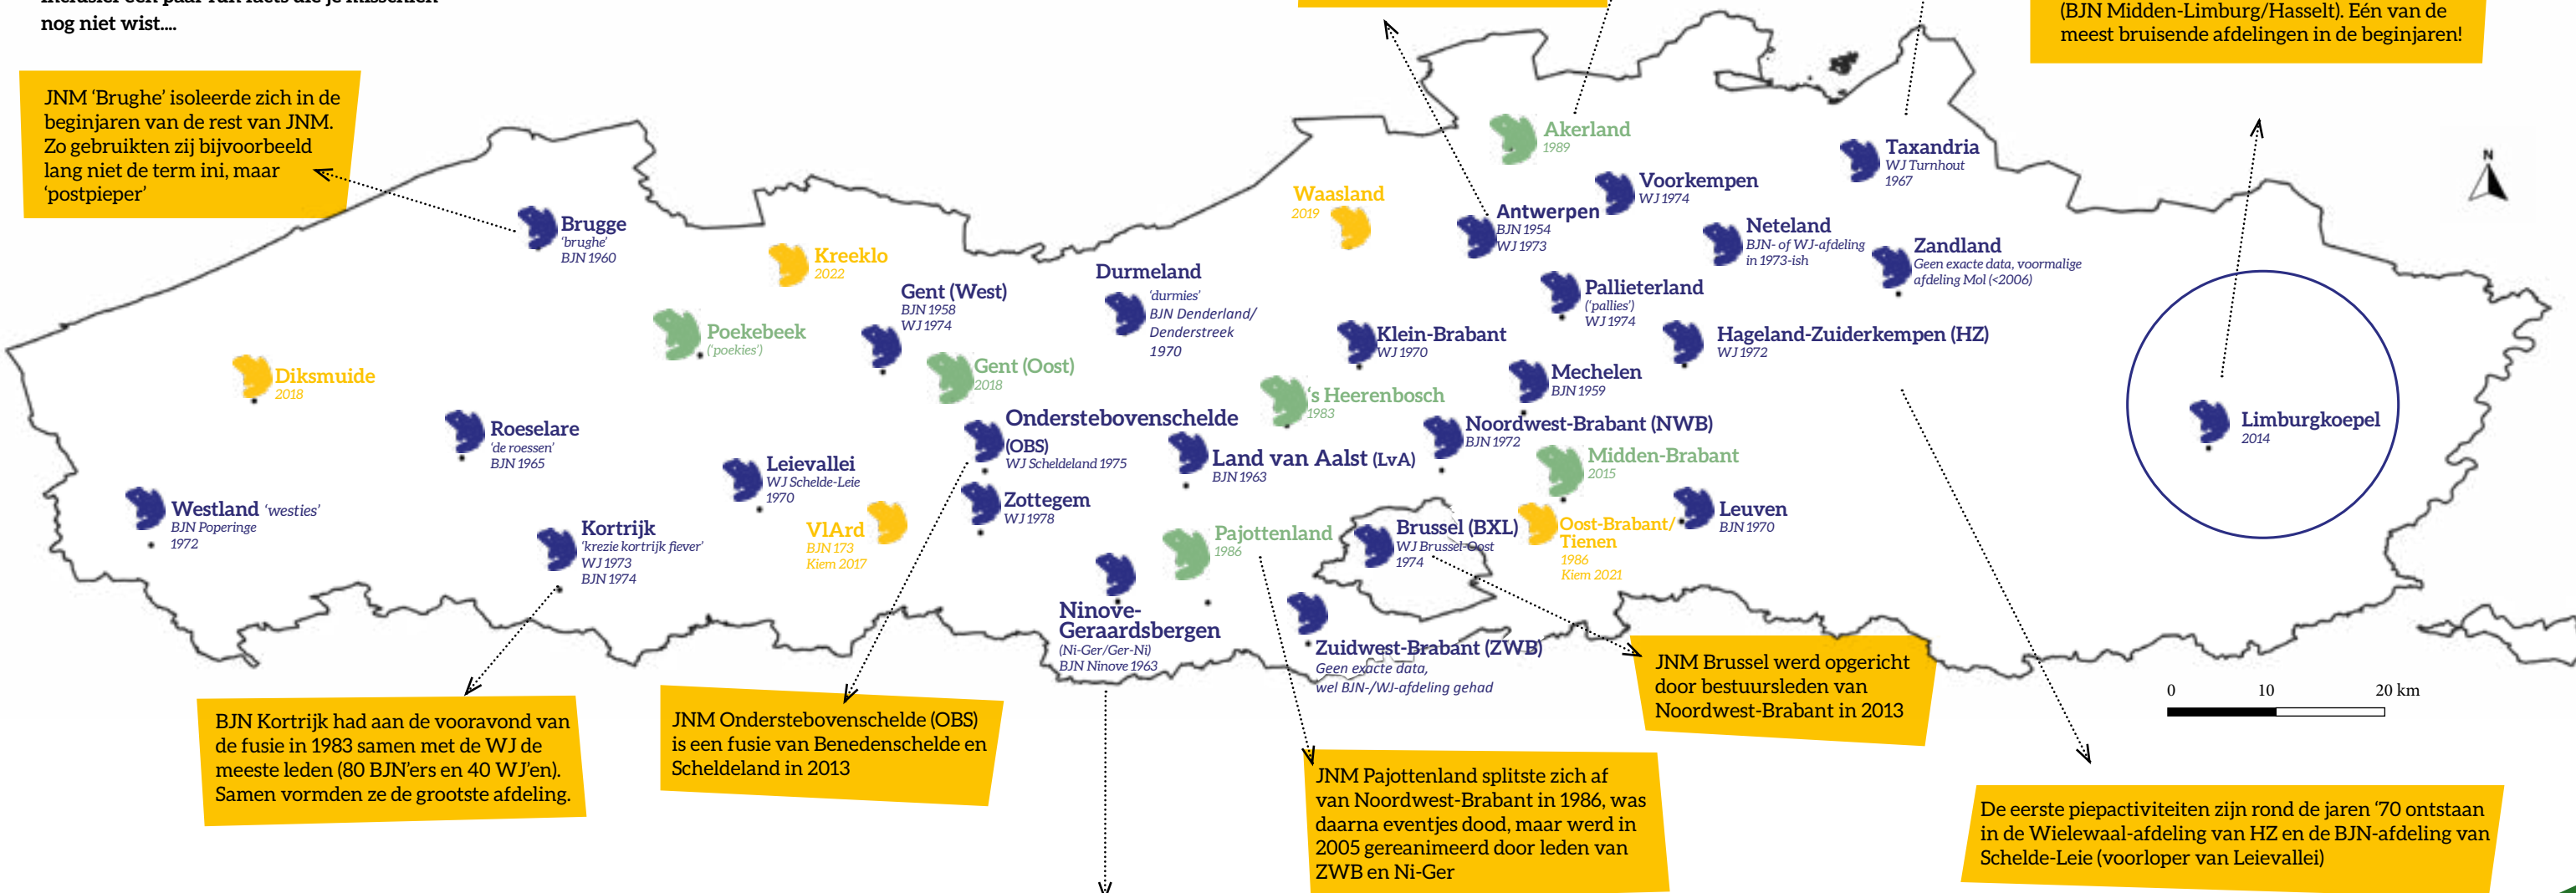 nog niet wist....
(BJN Midden-Limburg/Hasselt). Eén van de
meest bruisende afdelingen in de beginjaren!
JNM ‘Brughe’ isoleerde zich in de
beginjaren van de rest van JNM.
Zo gebruikten zij bijvoorbeeld
lang niet de term ini, maar
‘postpieper’
Brugge
‘brughe’
BJN 1960
Kreeklo
2022
Poekebeek
(‘poekies’)
Gent (West)
BJN 1958
WJ 1974
Gent (Oost)
2018
Durmeland
‘durmies’
BJN Denderland/
Denderstreek
1970
Waasland
2019
Akerland
1989
Antwerpen
BJN 1954
WJ 1973
Voorkempen
WJ 1974
Taxandria
WJ Turnhout
1967
Neteland
BJN- of WJ-afdeling
in 1973-ish
Zandland
Geen exacte data, voormalige
afdeling Mol (<2006)
Pallieterland
(‘pallies’)
WJ 1974
Klein-Brabant
WJ 1970
Hageland-Zuiderkempen (HZ)
WJ 1972
Mechelen
BJN 1959
‘s Heerenbosch
1983
Noordwest-Brabant (NWB)
BJN 1972
Midden-Brabant
2015
Limburgkoepel
2014
N
Diksmuide
2018
Roeselare
‘de roessen’
BJN 1965
Westland ‘westies’
BJN Poperinge
1972
Kortrijk
‘krezie kortrijk fiever’
WJ 1973
BJN 1974
Leievallei
WJ Schelde-Leie
1970
VlArd
BJN 173
Kiem 2017
Onderstebovenschelde
(OBS)
WJ Scheldeland 1975
Zottegem
WJ 1978
Land van Aalst (LvA)
BJN 1963
Pajottenland
1986
Ninove-
Geraardsbergen
(Ni-Ger/Ger-Ni)
BJN Ninove 1963
Brussel (BXL)
WJ Brussel-Oost
1974
Oost-Brabant/
Tienen
1986
Kiem 2021
Leuven
BJN 1970
Zuidwest-Brabant (ZWB)
Geen exacte data,
wel BJN-/WJ-afdeling gehad
BJN Kortrijk had aan de vooravond van
de fusie in 1983 samen met de WJ de
meeste leden (80 BJN’ers en 40 WJ’en).
Samen vormden ze de grootste afdeling.
JNM Onderstebovenschelde (OBS)
is een fusie van Benedenschelde en
Scheldeland in 2013
JNM Pajottenland splitste zich af
van Noordwest-Brabant in 1986, was
daarna eventjes dood, maar werd in
2005 gereanimeerd door leden van
ZWB en Ni-Ger
JNM Brussel werd opgericht
door bestuursleden van
Noordwest-Brabant in 2013
0 10 20 km
De eerste piepactiviteiten zijn rond de jaren ‘70 ontstaan
in de Wielewaal-afdeling van HZ en de BJN-afdeling van
Schelde-Leie (voorloper van Leievallei)